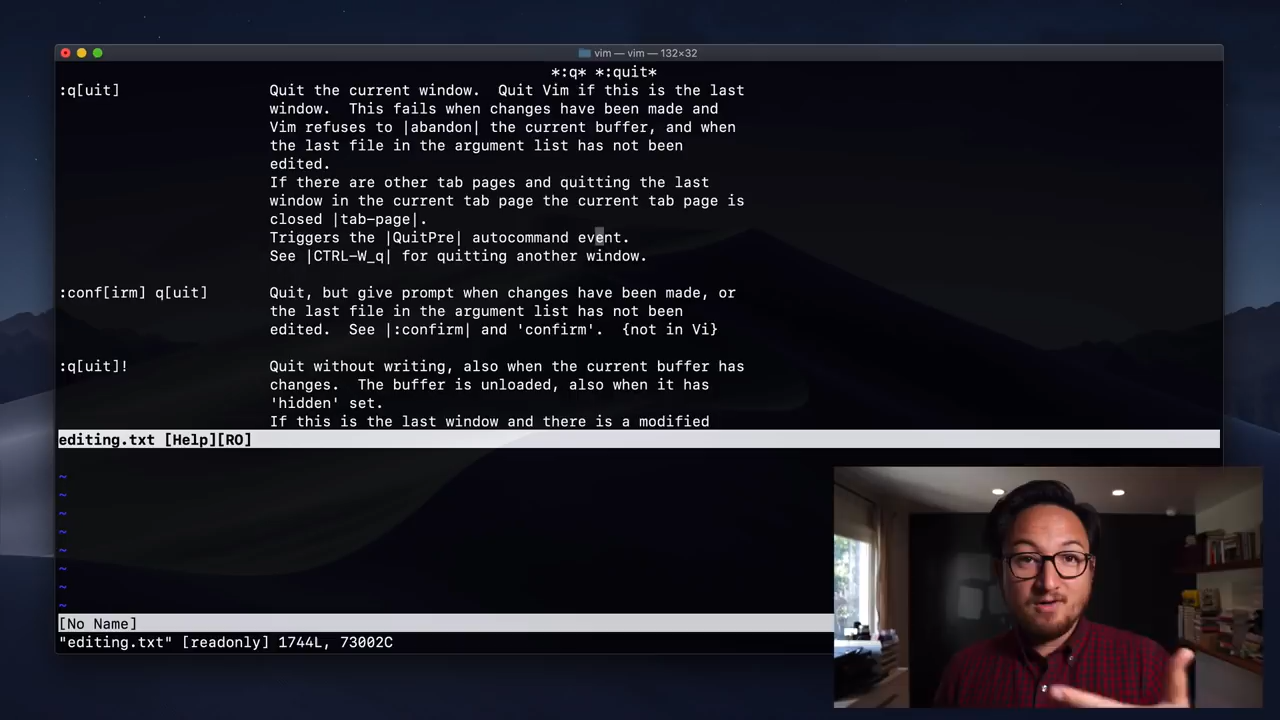 vim — vim — 132×32
*:q* *:quit*
:q[uit] Quit the current window.  Quit Vim if this is the last
window.  This fails when changes have been made and
Vim refuses to |abandon| the current buffer, and when
the last file in the argument list has not been
edited.
If there are other tab pages and quitting the last
window in the current tab page the current tab page is
closed |tab-page|.
Triggers the |QuitPre| autocommand event.
See |CTRL-W_q| for quitting another window.
:conf[irm] q[uit] Quit, but give prompt when changes have been made, or
the last file in the argument list has not been
edited.  See |:confirm| and 'confirm'.  {not in Vi}
:q[uit]! Quit without writing, also when the current buffer has
changes.  The buffer is unloaded, also when it has
'hidden' set.
If this is the last window and there is a modified
editing.txt [Help][RO]
~
~
~
~
~
~
~
~
[No Name]
"editing.txt" [readonly] 1744L, 73002C